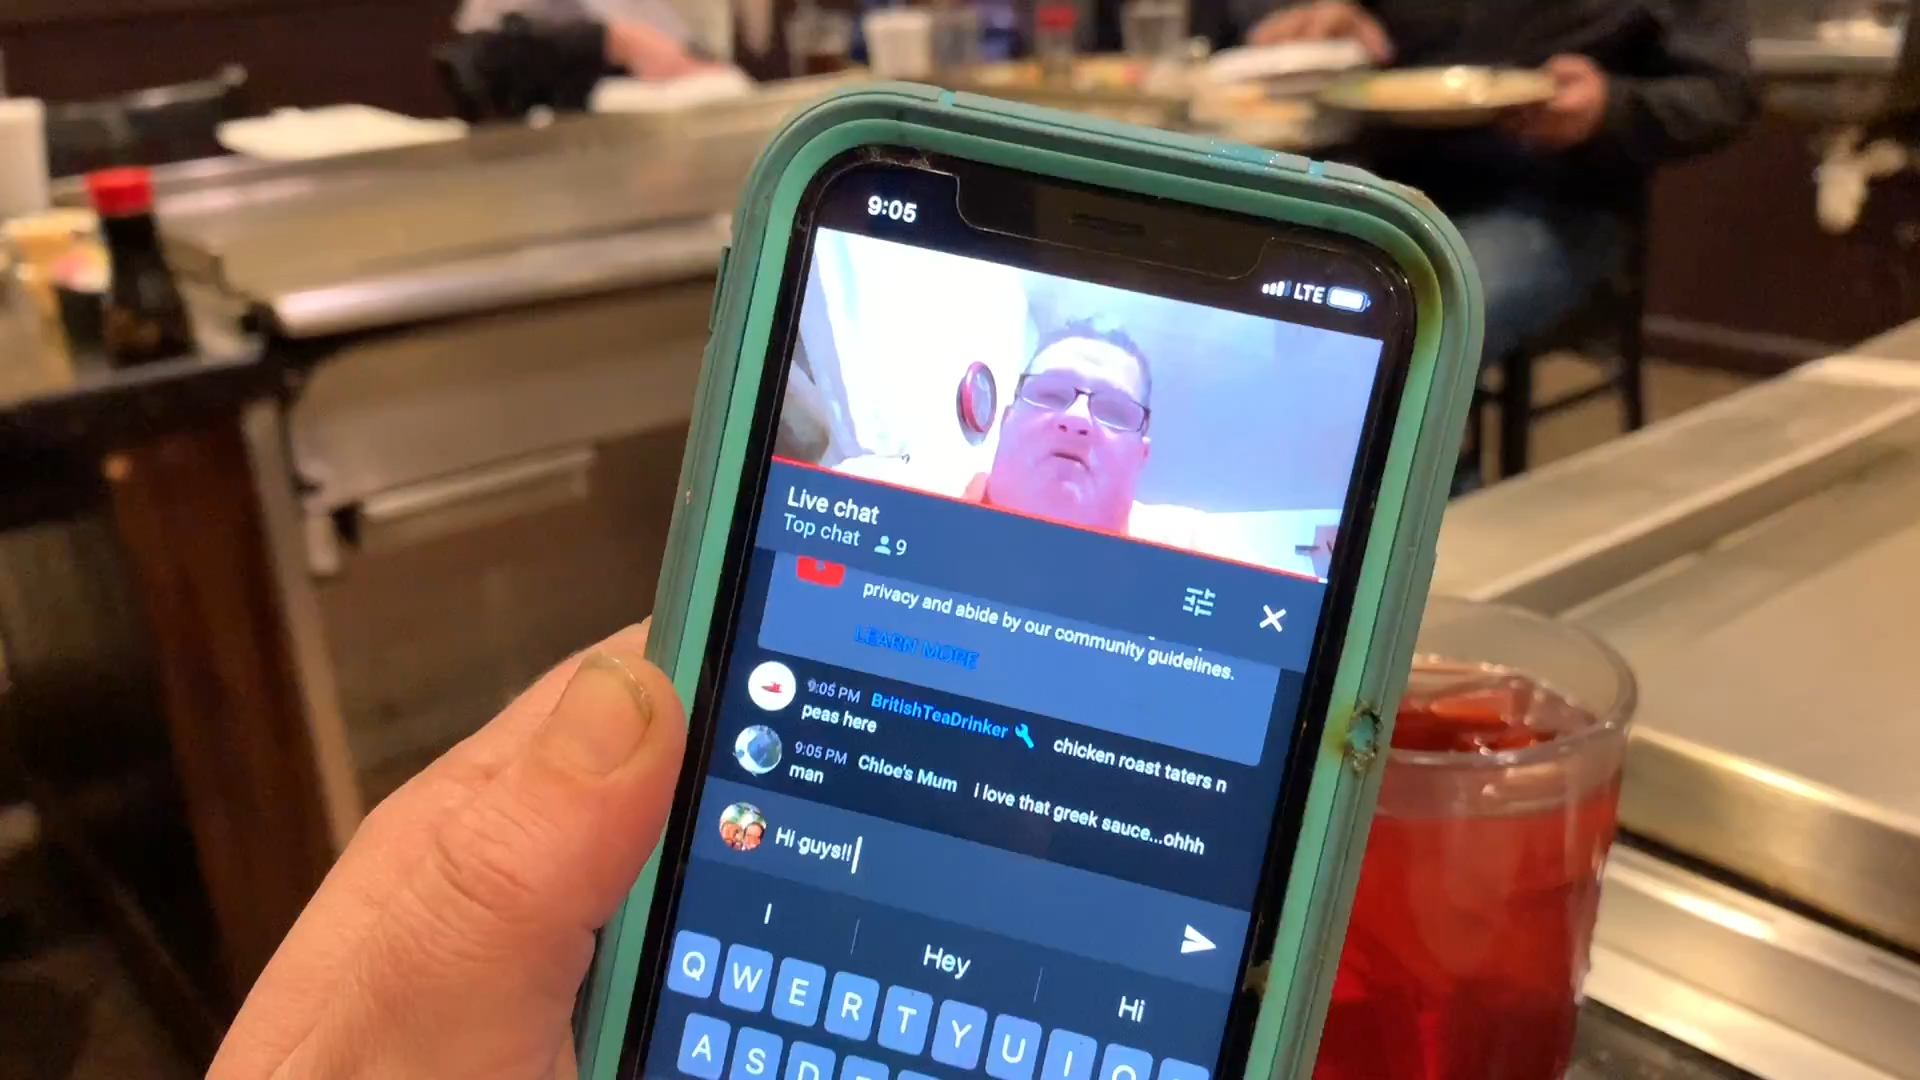 9:05
LTE
Live chat
Top chat 9
privacy and abide by our community guidelines.
LEARN MORE
9:05 PM BritishTeaDrinker chicken roast taters n
peas here
9:05 PM Chloe's Mum i love that greek sauce...ohhh
man
Hi guys!!
I Hey Hi
Q W E R T Y U I O
A S D